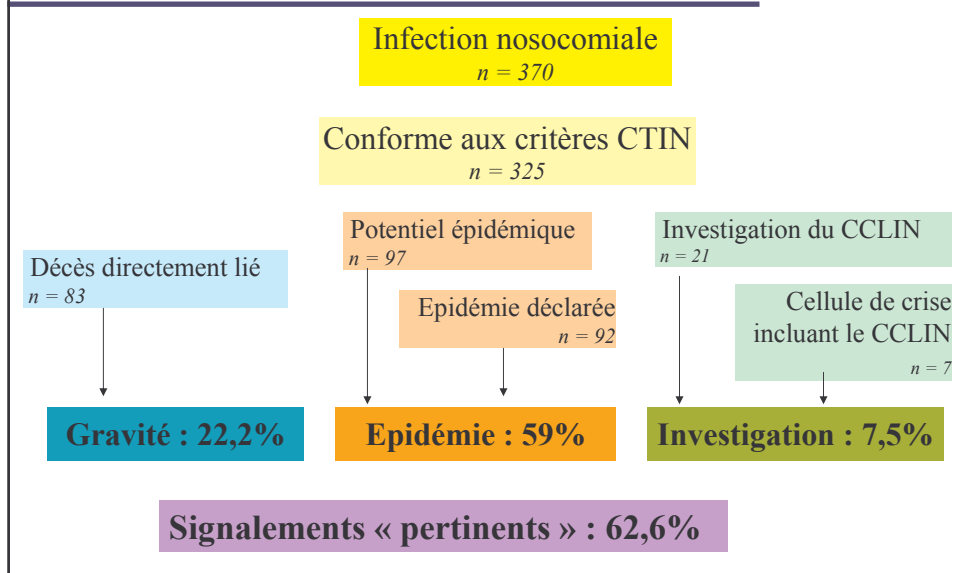 Infection nosocomiale
n = 370
Conforme aux critères CTIN
n = 325
Décès directement lié
n = 83
Potentiel épidémique
n = 97
Epidémie déclarée
n = 92
Investigation du CCLIN
n = 21
Cellule de crise
incluant le CCLIN
n = 7
Gravité : 22,2%
Epidémie : 59%
Investigation : 7,5%
Signalements « pertinents » : 62,6%